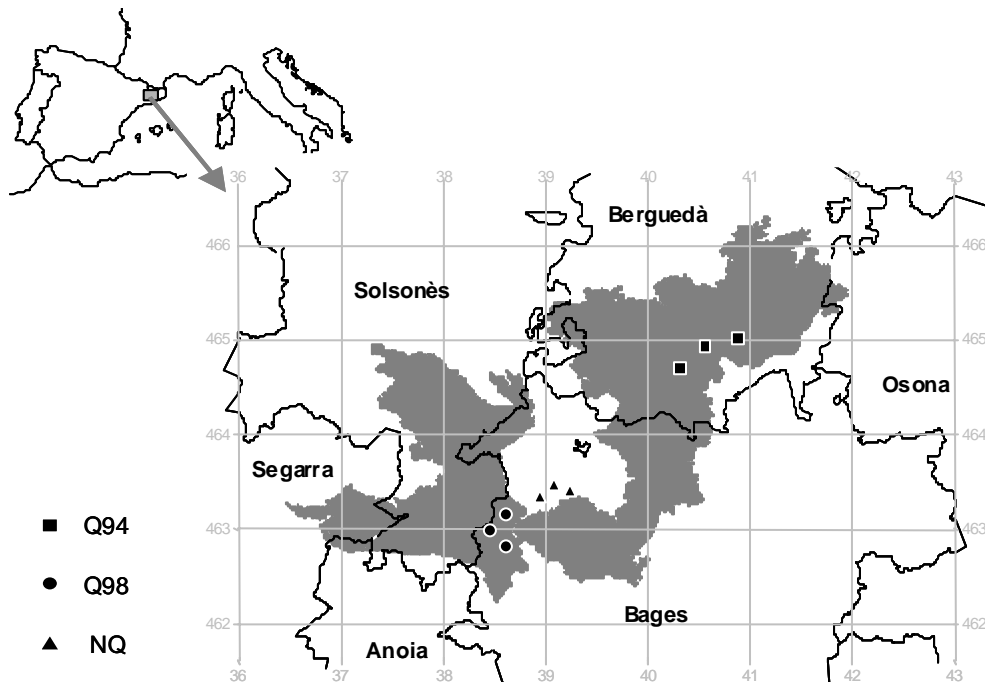 36 37 38 39 40 41 42 43
Berguedà
466 466
Solsonès
465 465
Osona
464 464
Segarra
Q94
463 463
Q98
Bages
462 462
NQ
Anoia
36 37 38 39 40 41 42 43